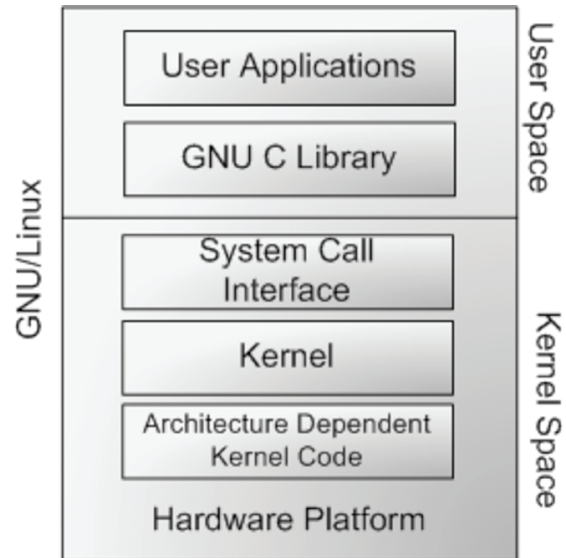 User Applications
GNU C Library
System Call
Interface
Kernel
Architecture Dependent
Kernel Code
Hardware Platform
GNU/Linux
User Space
Kernel Space